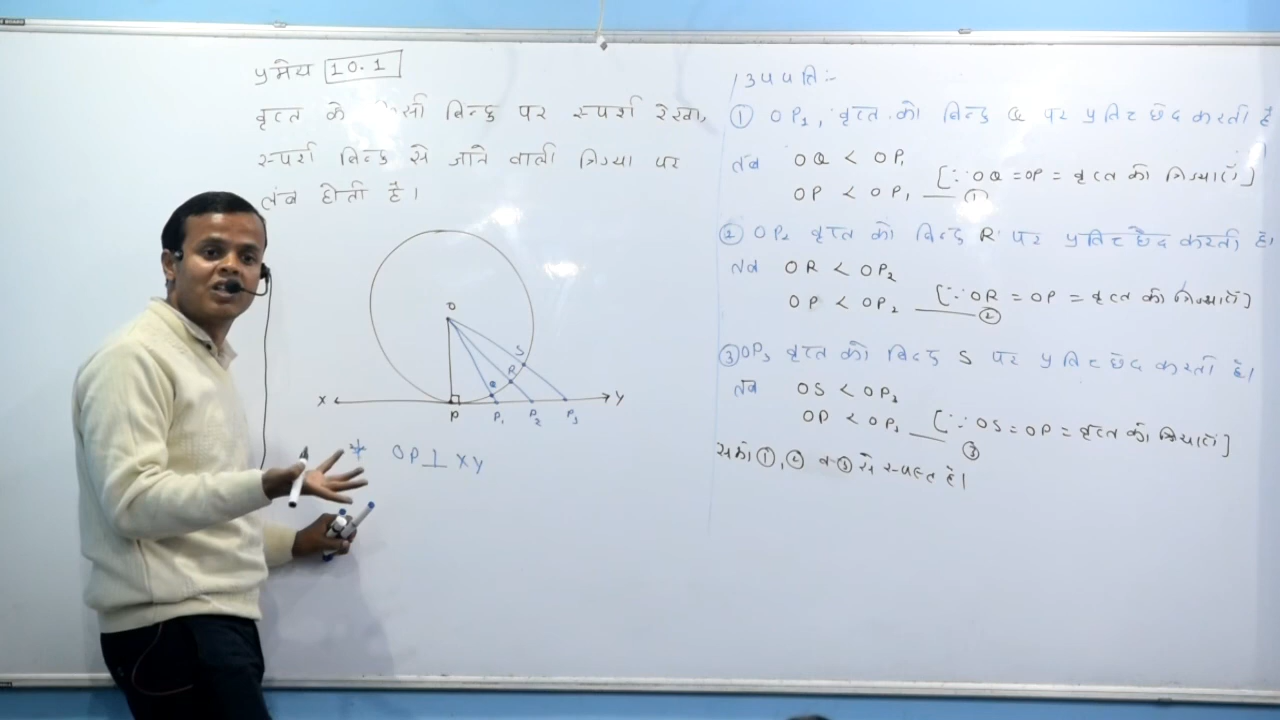 प्रमेय 10.1
वृत्त के किसी बिन्दु पर स्पर्श रेखा,
स्पर्श बिन्दु से जाने वाली त्रिज्या पर
लंब होती है।
O
S
R
Q
X P P₁ P₂ P₃ Y
* OP⊥XY
उपपत्ति:-
① OP₁, वृत्त को बिन्दु Q पर प्रतिच्छेद करती है
तब OQ < OP₁
[∵ OQ = OP = वृत्त की त्रिज्याएँ]
OP < OP₁ —— ①
② OP₂ वृत्त को बिन्दु R पर प्रतिच्छेद करती है।
तब OR < OP₂
OP < OP₂ —— ② [∵ OR = OP = वृत्त की त्रिज्याएँ]
③ OP₃ वृत्त को बिन्दु S पर प्रतिच्छेद करती है।
तब OS < OP₃
OP < OP₃ —— ③ [∵ OS = OP = वृत्त की त्रिज्याएँ]
समी० ①, ② व ③ से स्पष्ट है।